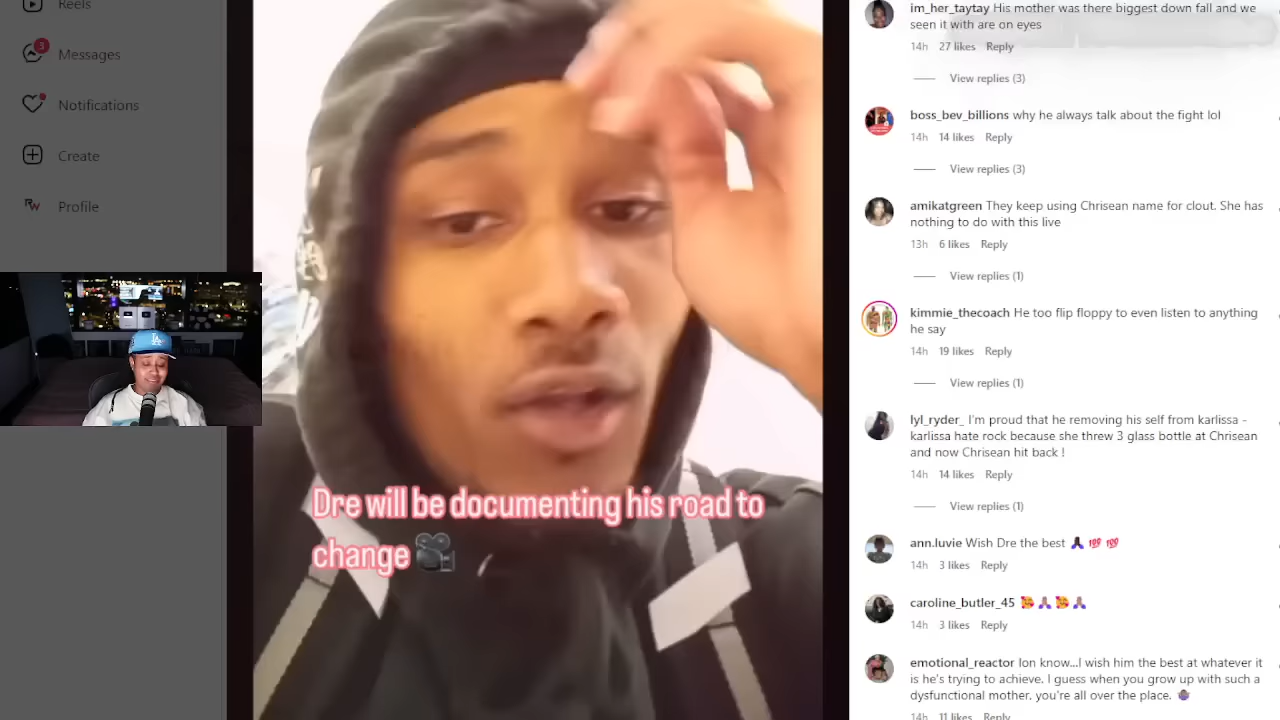 Reels
3
Messages
Notifications
Create
Profile
Dre will be documenting his road to
change
im_her_taytay His mother was there biggest down fall and we
seen it with are on eyes
14h 27 likes Reply
View replies (3)
boss_bev_billions why he always talk about the fight lol
14h 14 likes Reply
View replies (3)
amikatgreen They keep using Chrisean name for clout. She has
nothing to do with this live
13h 6 likes Reply
View replies (1)
kimmie_thecoach He too flip floppy to even listen to anything
he say
14h 19 likes Reply
View replies (1)
lyl_ryder_ I'm proud that he removing his self from karlissa -
karlissa hate rock because she threw 3 glass bottle at Chrisean
and now Chrisean hit back !
14h 14 likes Reply
View replies (1)
ann.luvie Wish Dre the best 🙏🏿 💯 💯
14h 3 likes Reply
caroline_butler_45 🥰 🙏🏽 🥰 🙏🏽
14h 3 likes Reply
emotional_reactor Ion know...I wish him the best at whatever it
is he's trying to achieve. I guess when you grow up with such a
dysfunctional mother, you're all over the place. 🤷🏾‍♀️
14h 11 likes Reply